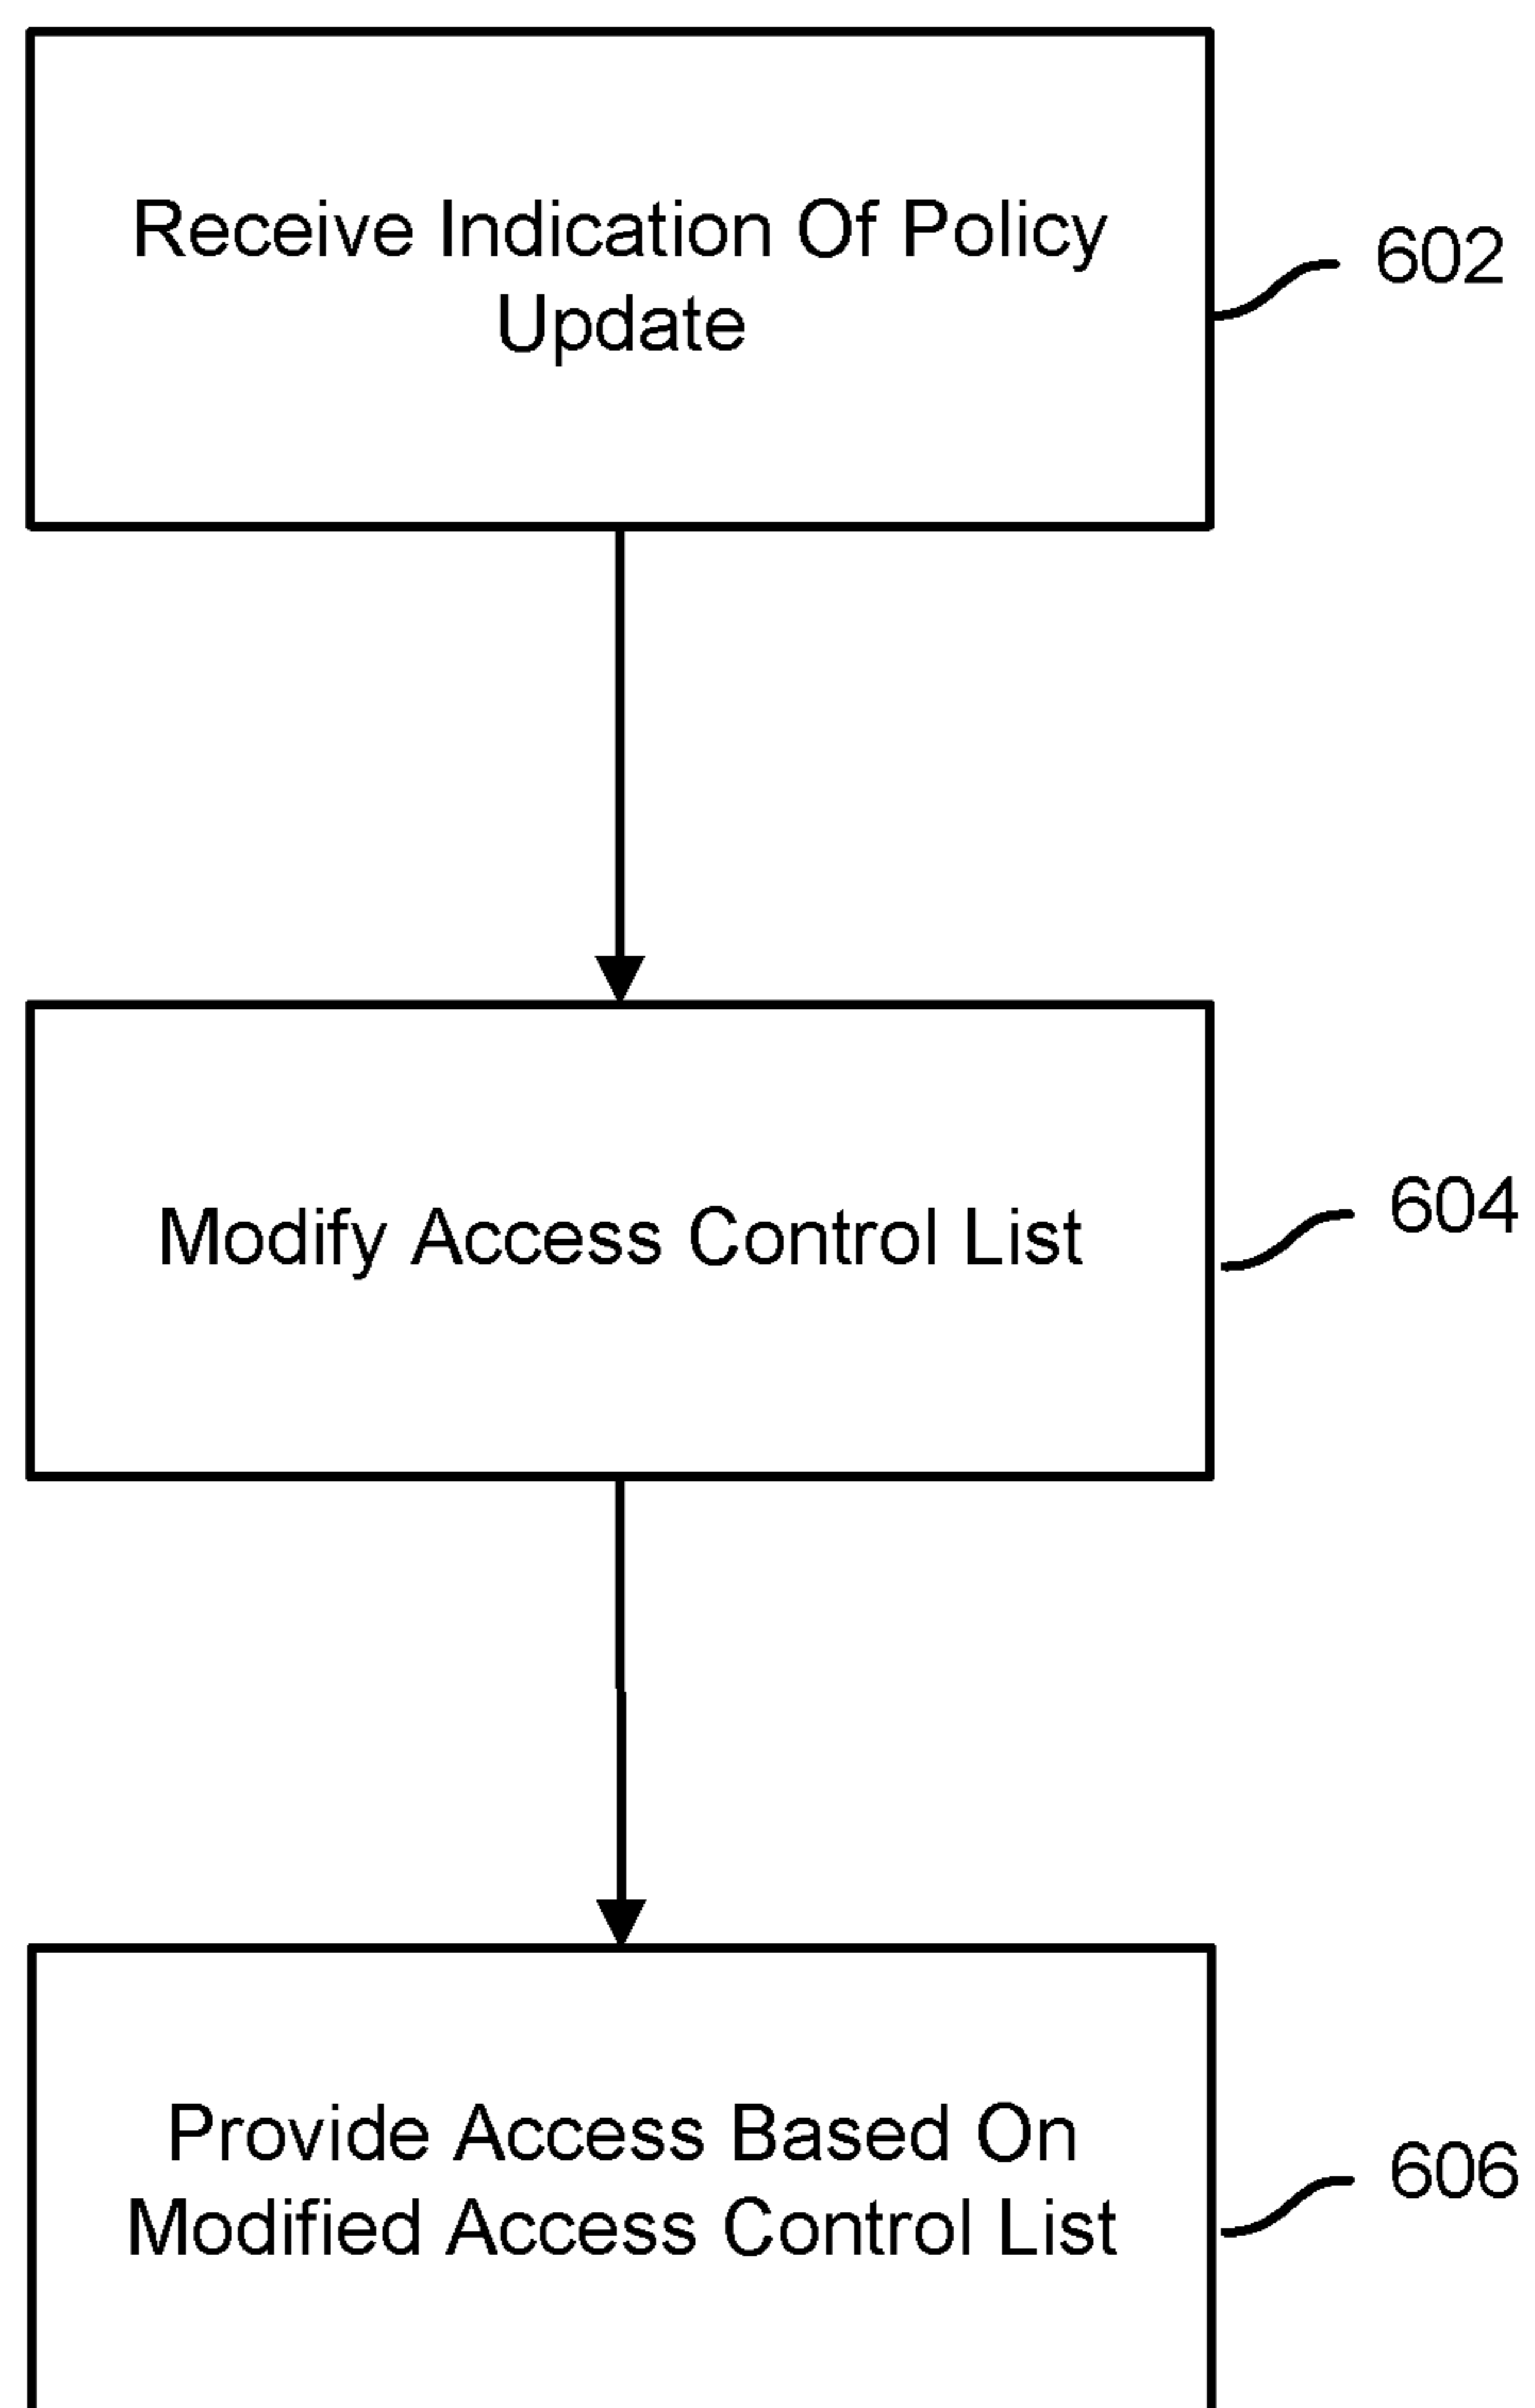 Receive Indication Of Policy
Update
602
Modify Access Control List
604
Provide Access Based On
Modified Access Control List
606